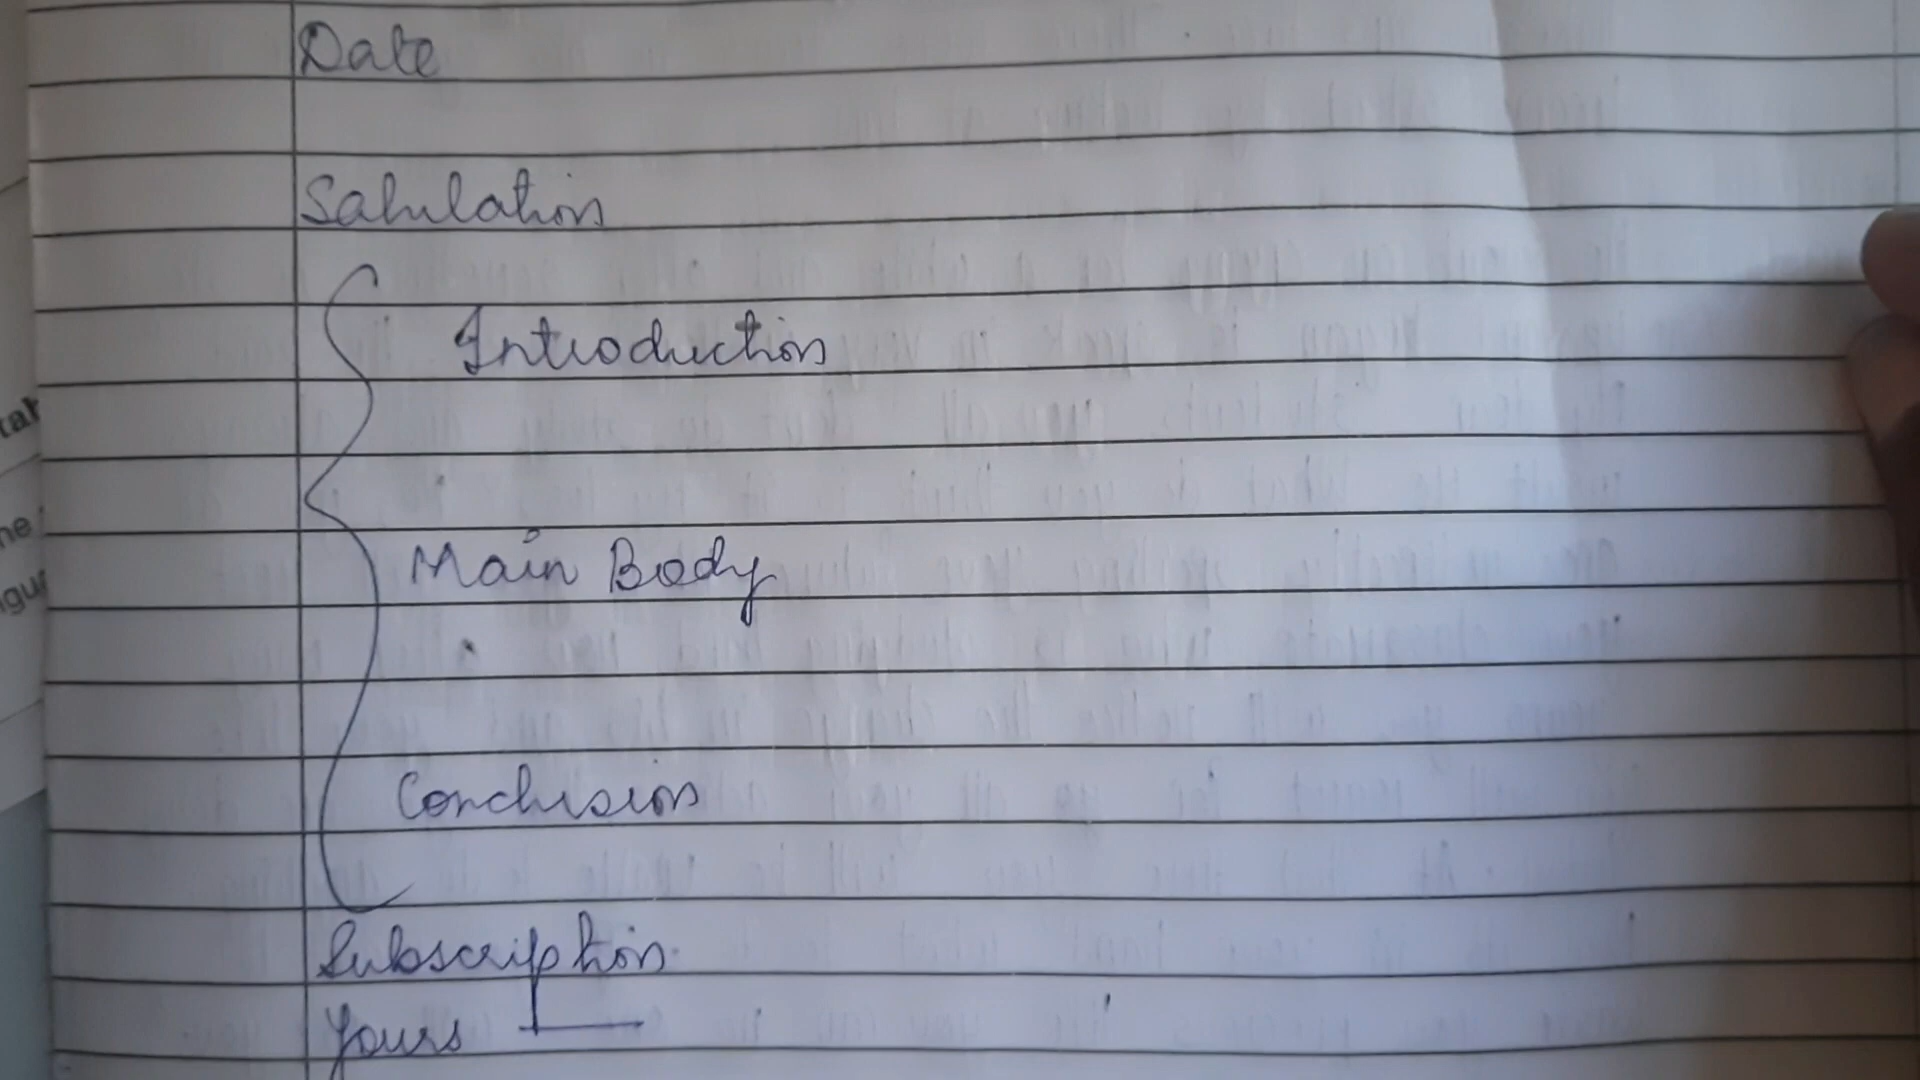 Date
Salutation
Introduction
Main Body
Conclusion
Subscription
Yours